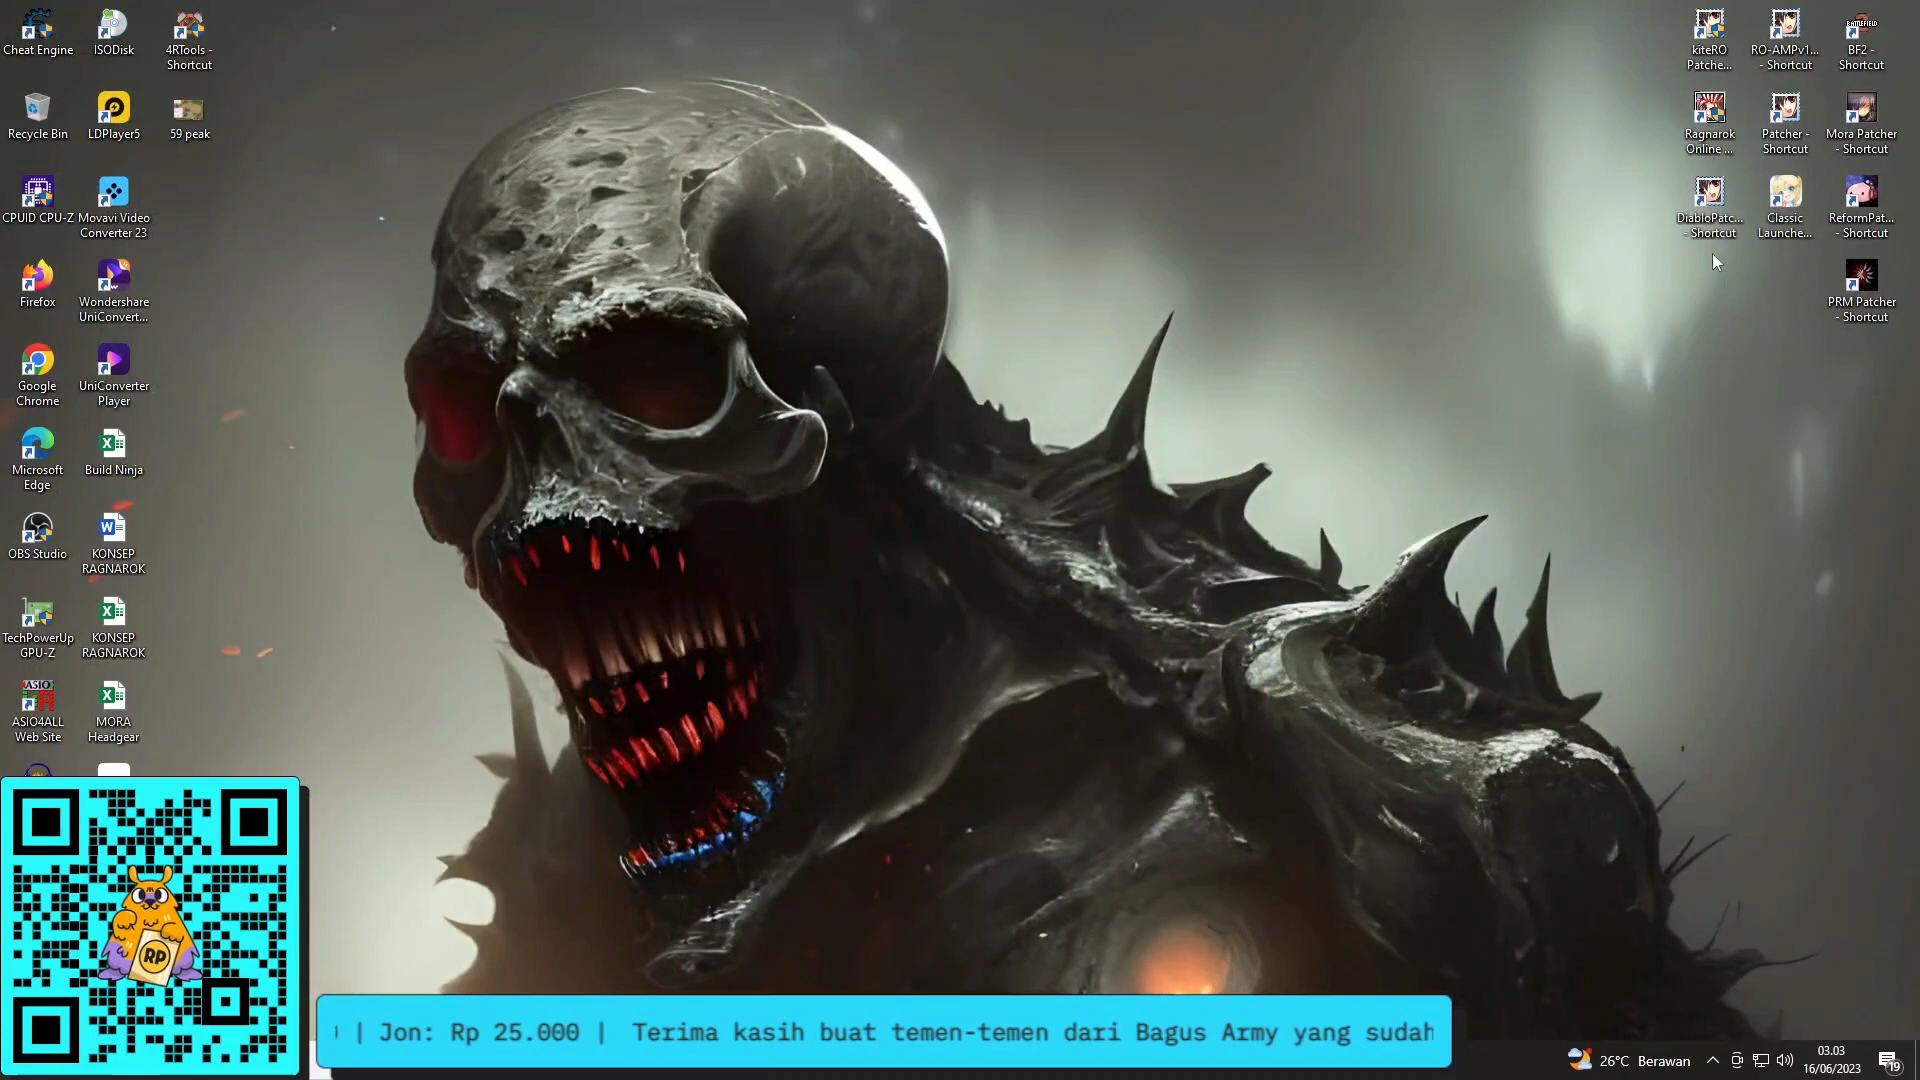 Cheat Engine
ISODisk
4RTools -
Shortcut
Recycle Bin
LDPlayer5
59 peak
CPUID CPU-Z
Movavi Video
Converter 23
Firefox
Wondershare
UniConvert...
Google
Chrome
UniConverter
Player
Microsoft
Edge
Build Ninja
OBS Studio
KONSEP
RAGNAROK
TechPowerUp
GPU-Z
KONSEP
RAGNAROK
ASIO
ASIO4ALL
Web Site
MORA
Headgear
kiteRO
Patche...
RO-AMPv1...
- Shortcut
BATTLEFIELD
BF2 -
Shortcut
Ragnarok
Online ...
Patcher -
Shortcut
Mora Patcher
- Shortcut
DiabloPatc...
- Shortcut
Classic
Launche...
ReformPat...
- Shortcut
PRM Patcher
- Shortcut
RP
| Jon: Rp 25.000 | Terima kasih buat temen-temen dari Bagus Army yang sudah
26°C Berawan
03.03
16/06/2023
19